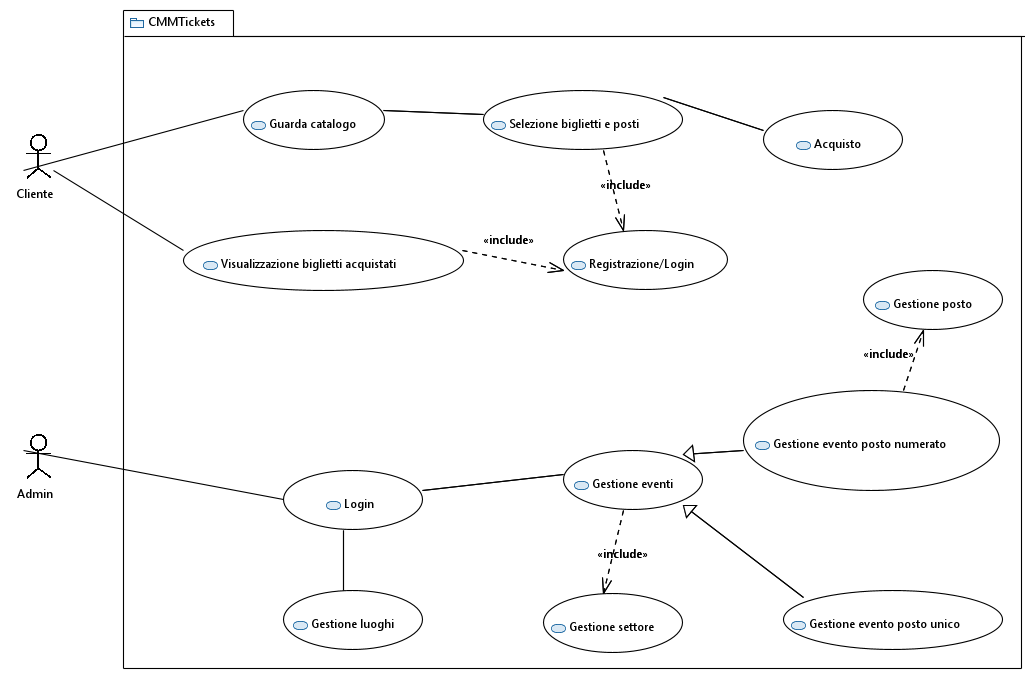 CMMTickets
Guarda catalogo
Selezione biglietti e posti
Acquisto
Cliente
«include»
Visualizzazione biglietti acquistati
«include»
Registrazione/Login
Gestione posto
«include»
Gestione evento posto numerato
Admin
Login
Gestione eventi
«include»
Gestione luoghi
Gestione settore
Gestione evento posto unico